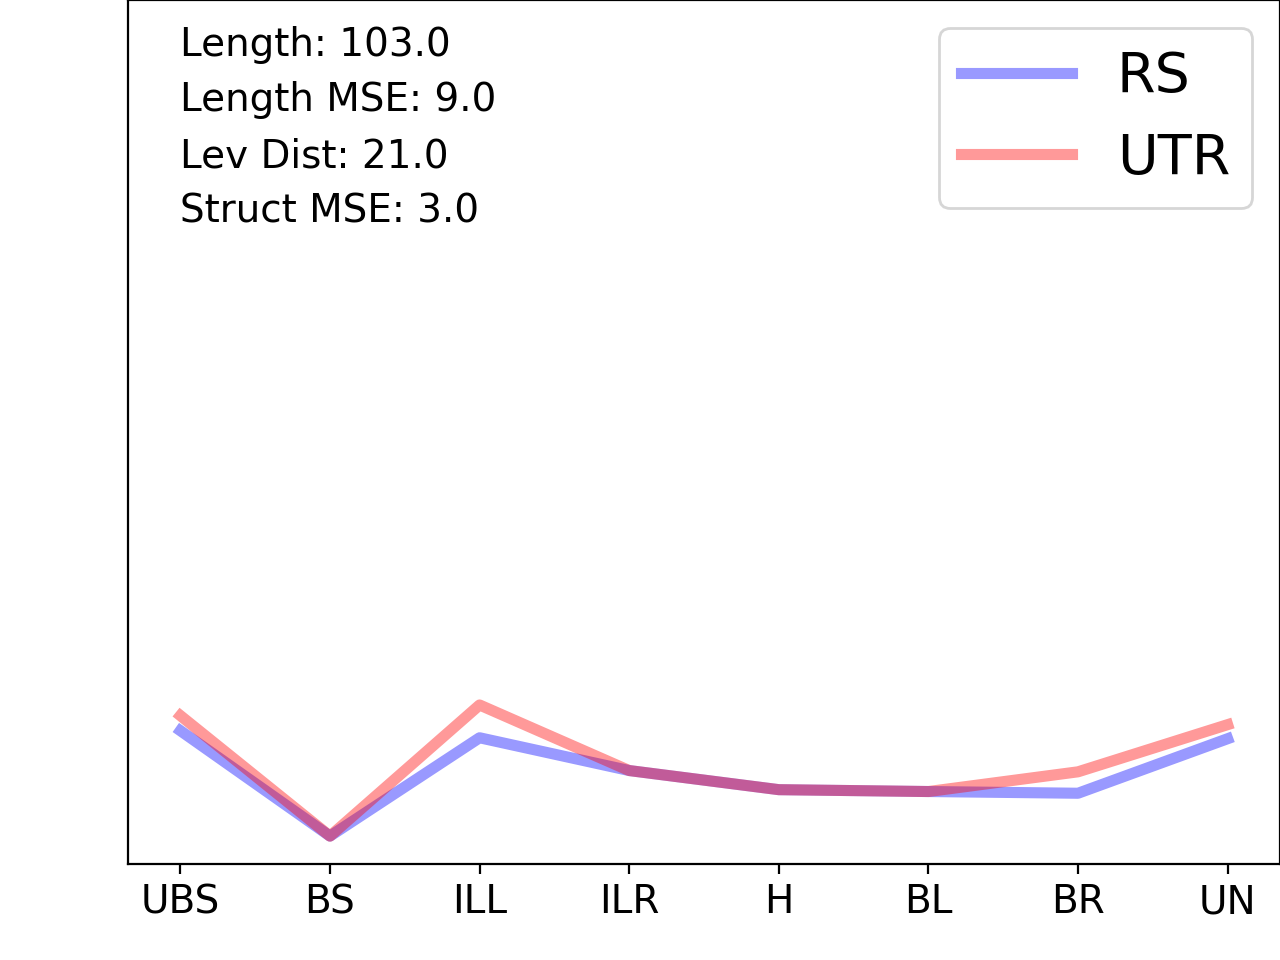 Length: 103.0
Length MSE: 9.0
Lev Dist: 21.0
Struct MSE: 3.0
RS
UTR
UBS BS ILL ILR H BL BR UN